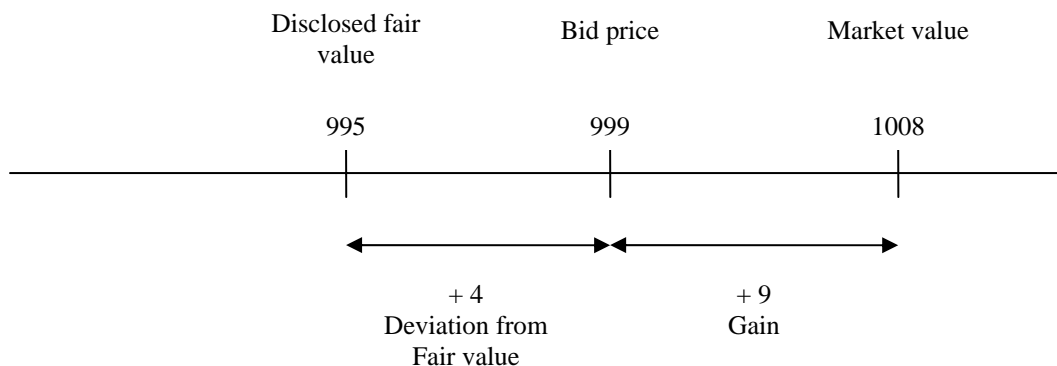 Disclosed fair
value
Bid price
Market value
995
999
1008
+ 4
Deviation from
Fair value
+ 9
Gain